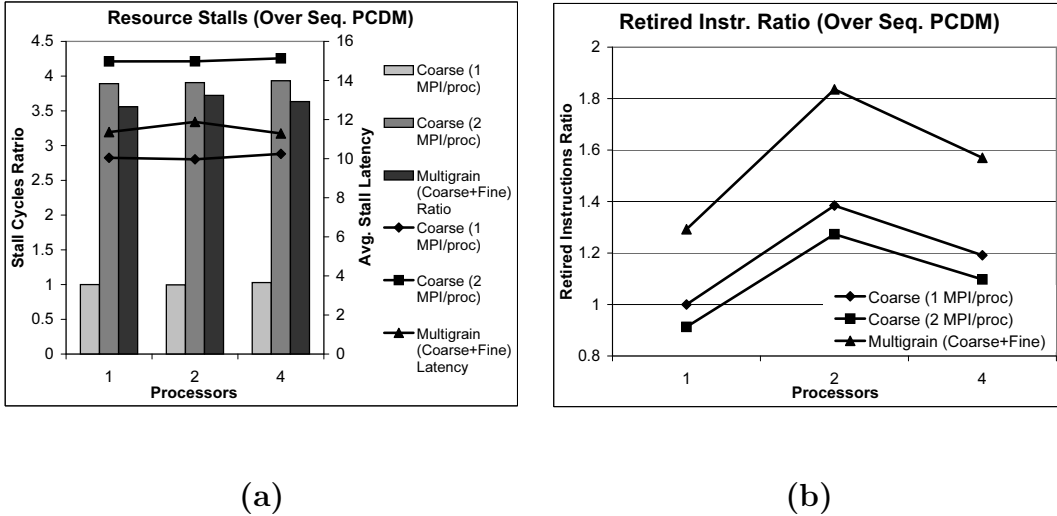 Resource Stalls (Over Seq. PCDM)
Stall Cycles Ratrio
4.5
4
3.5
3
2.5
2
1.5
1
0.5
0
16
14
12
10
8
6
4
2
0
Avg. Stall Latency
1
2
4
Processors
Coarse (1
MPI/proc)
Coarse (2
MPI/proc)
Multigrain
(Coarse+Fine)
Ratio
Coarse (1
MPI/proc)
Coarse (2
MPI/proc)
Multigrain
(Coarse+Fine)
Latency
(a)
Retired Instr. Ratio (Over Seq. PCDM)
Retired Instructions Ratio
2
1.8
1.6
1.4
1.2
1
0.8
1
2
4
Processors
Coarse (1 MPI/proc)
Coarse (2 MPI/proc)
Multigrain (Coarse+Fine)
(b)